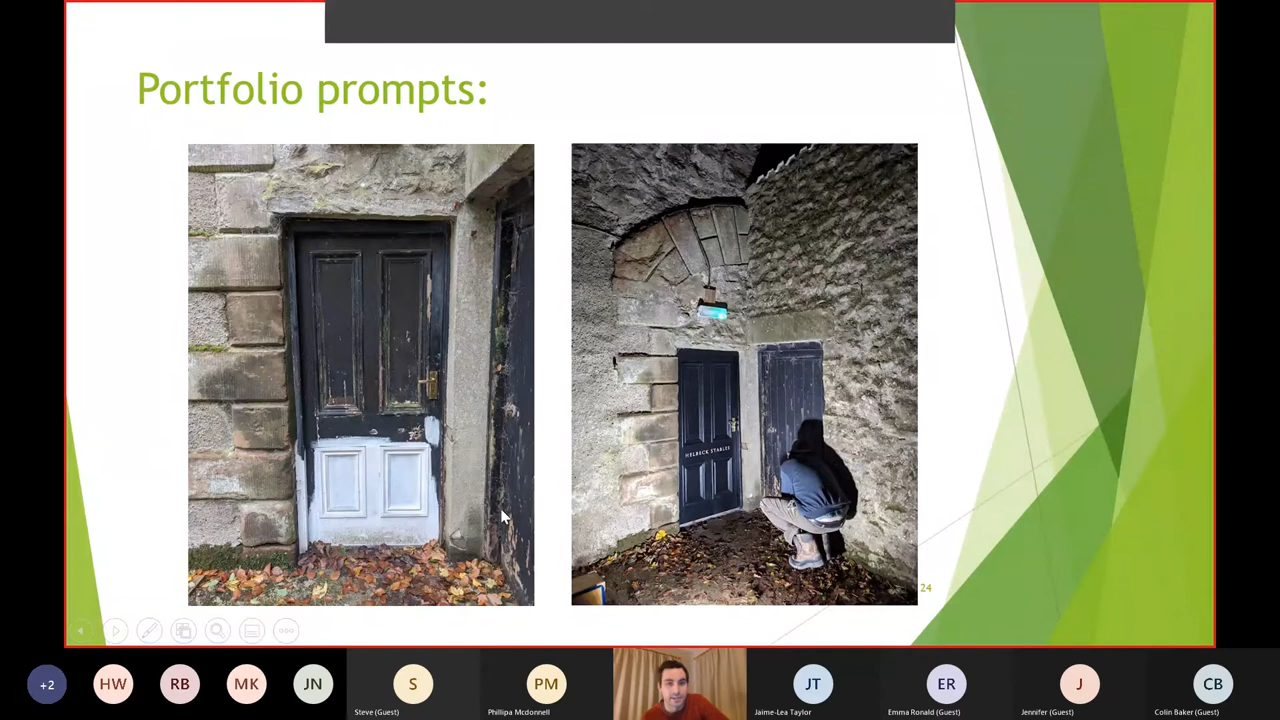 Portfolio prompts:
HELBECK STABLES
24
+2
HW
RB
MK
JN
S
Steve (Guest)
PM
Phillipa Mcdonnell
JT
Jaime-Lea Taylor
ER
Emma Ronald (Guest)
J
Jennifer (Guest)
CB
Colin Baker (Guest)